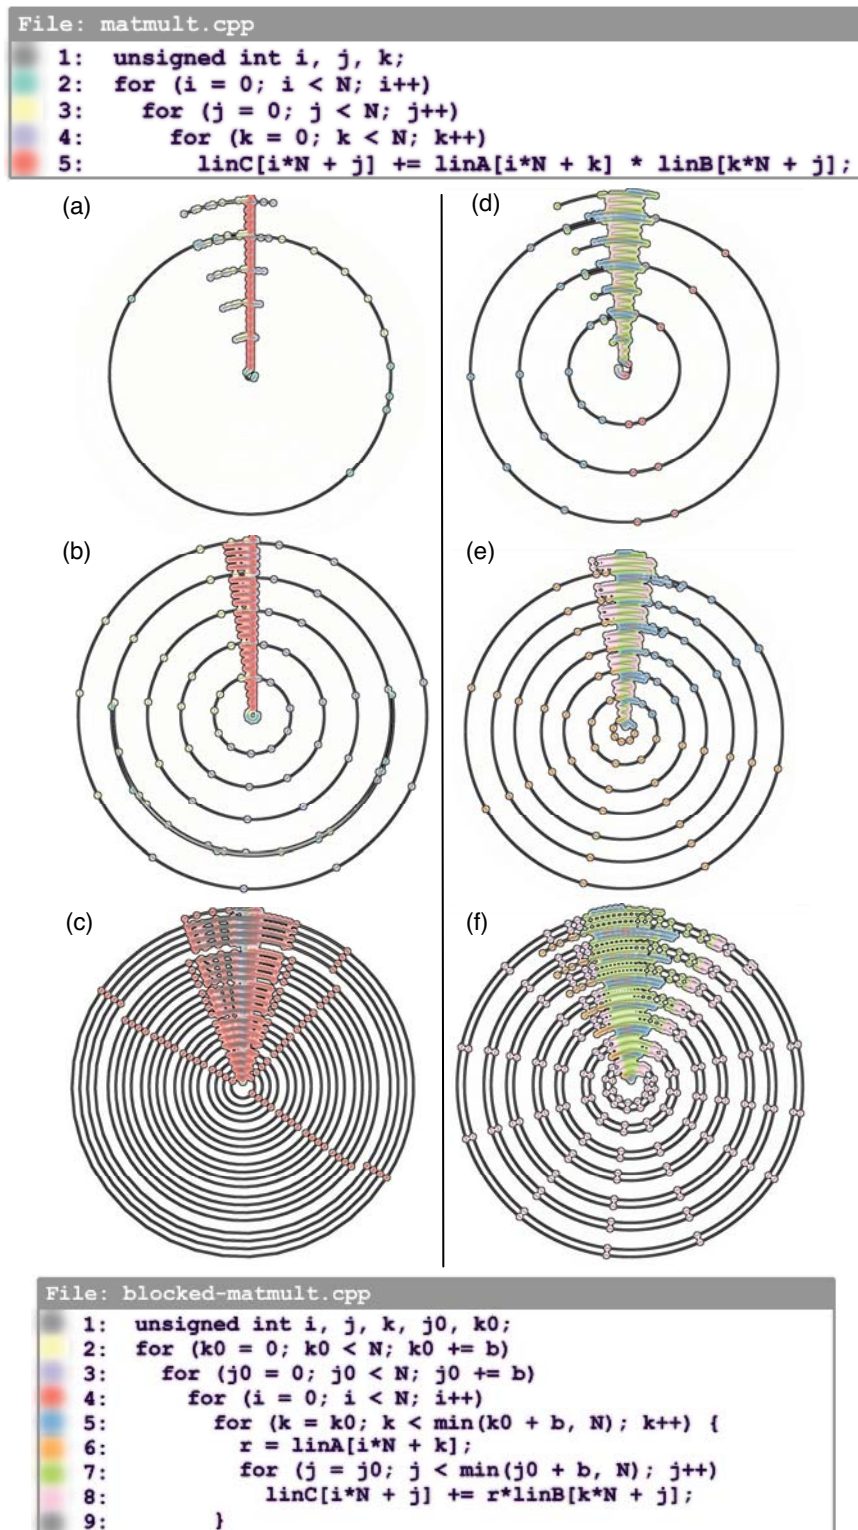 File: matmult.cpp
1: unsigned int i, j, k;
2: for (i = 0; i < N; i++)
3: for (j = 0; j < N; j++)
4: for (k = 0; k < N; k++)
5: linC[i*N + j] += linA[i*N + k] * linB[k*N + j];
(a)
(d)
(b)
(e)
(c)
(f)
File: blocked-matmult.cpp
1: unsigned int i, j, k, j0, k0;
2: for (k0 = 0; k0 < N; k0 += b)
3: for (j0 = 0; j0 < N; j0 += b)
4: for (i = 0; i < N; i++)
5: for (k = k0; k < min(k0 + b, N); k++) {
6: r = linA[i*N + k];
7: for (j = j0; j < min(j0 + b, N); j++)
8: linC[i*N + j] += r*linB[k*N + j];
9: }